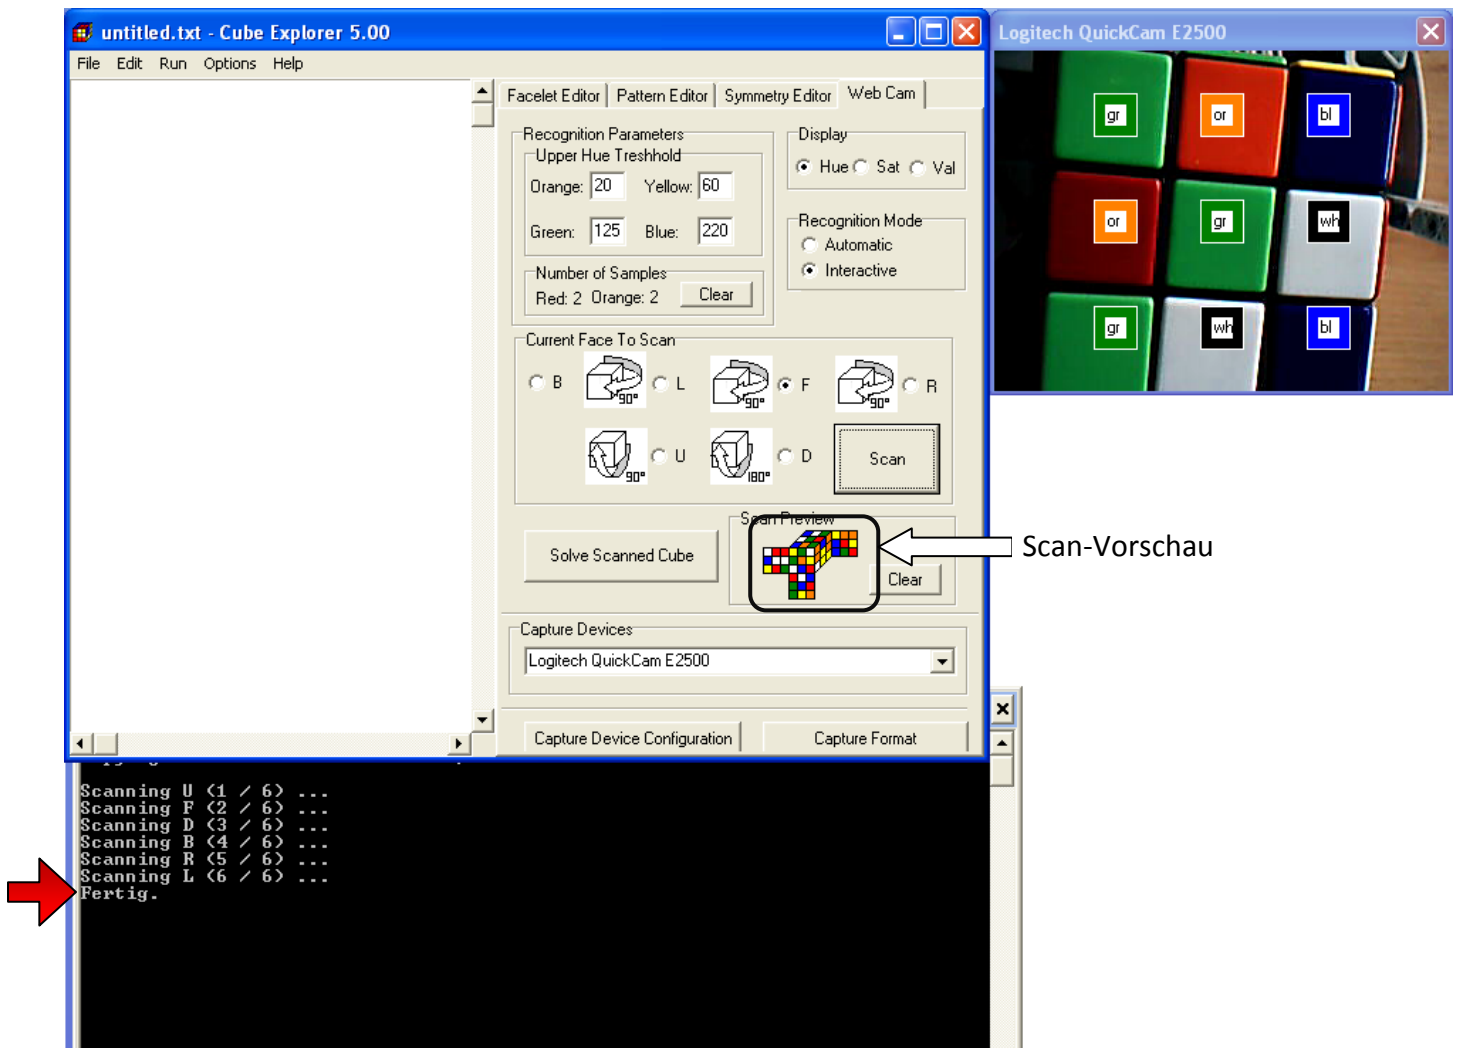 untitled.txt - Cube Explorer 5.00
Logitech QuickCam E2500
File Edit Run Options Help
Facelet Editor Pattern Editor Symmetry Editor Web Cam
Recognition Parameters
Upper Hue Treshhold
Orange: 20 Yellow: 60
Green: 125 Blue: 220
Number of Samples
Red: 2 Orange: 2 Clear
Display
Hue Sat Val
Recognition Mode
Automatic
Interactive
gr or bl
or gr wh
gr wh bl
Current Face To Scan
B 90° L 90° F 90° R
90° U 180° D Scan
Solve Scanned Cube
Scan Preview
Clear
Scan-Vorschau
Capture Devices
Logitech QuickCam E2500
Capture Device Configuration Capture Format
Scanning U (1 / 6) ...
Scanning F (2 / 6) ...
Scanning D (3 / 6) ...
Scanning B (4 / 6) ...
Scanning R (5 / 6) ...
Scanning L (6 / 6) ...
Fertig.